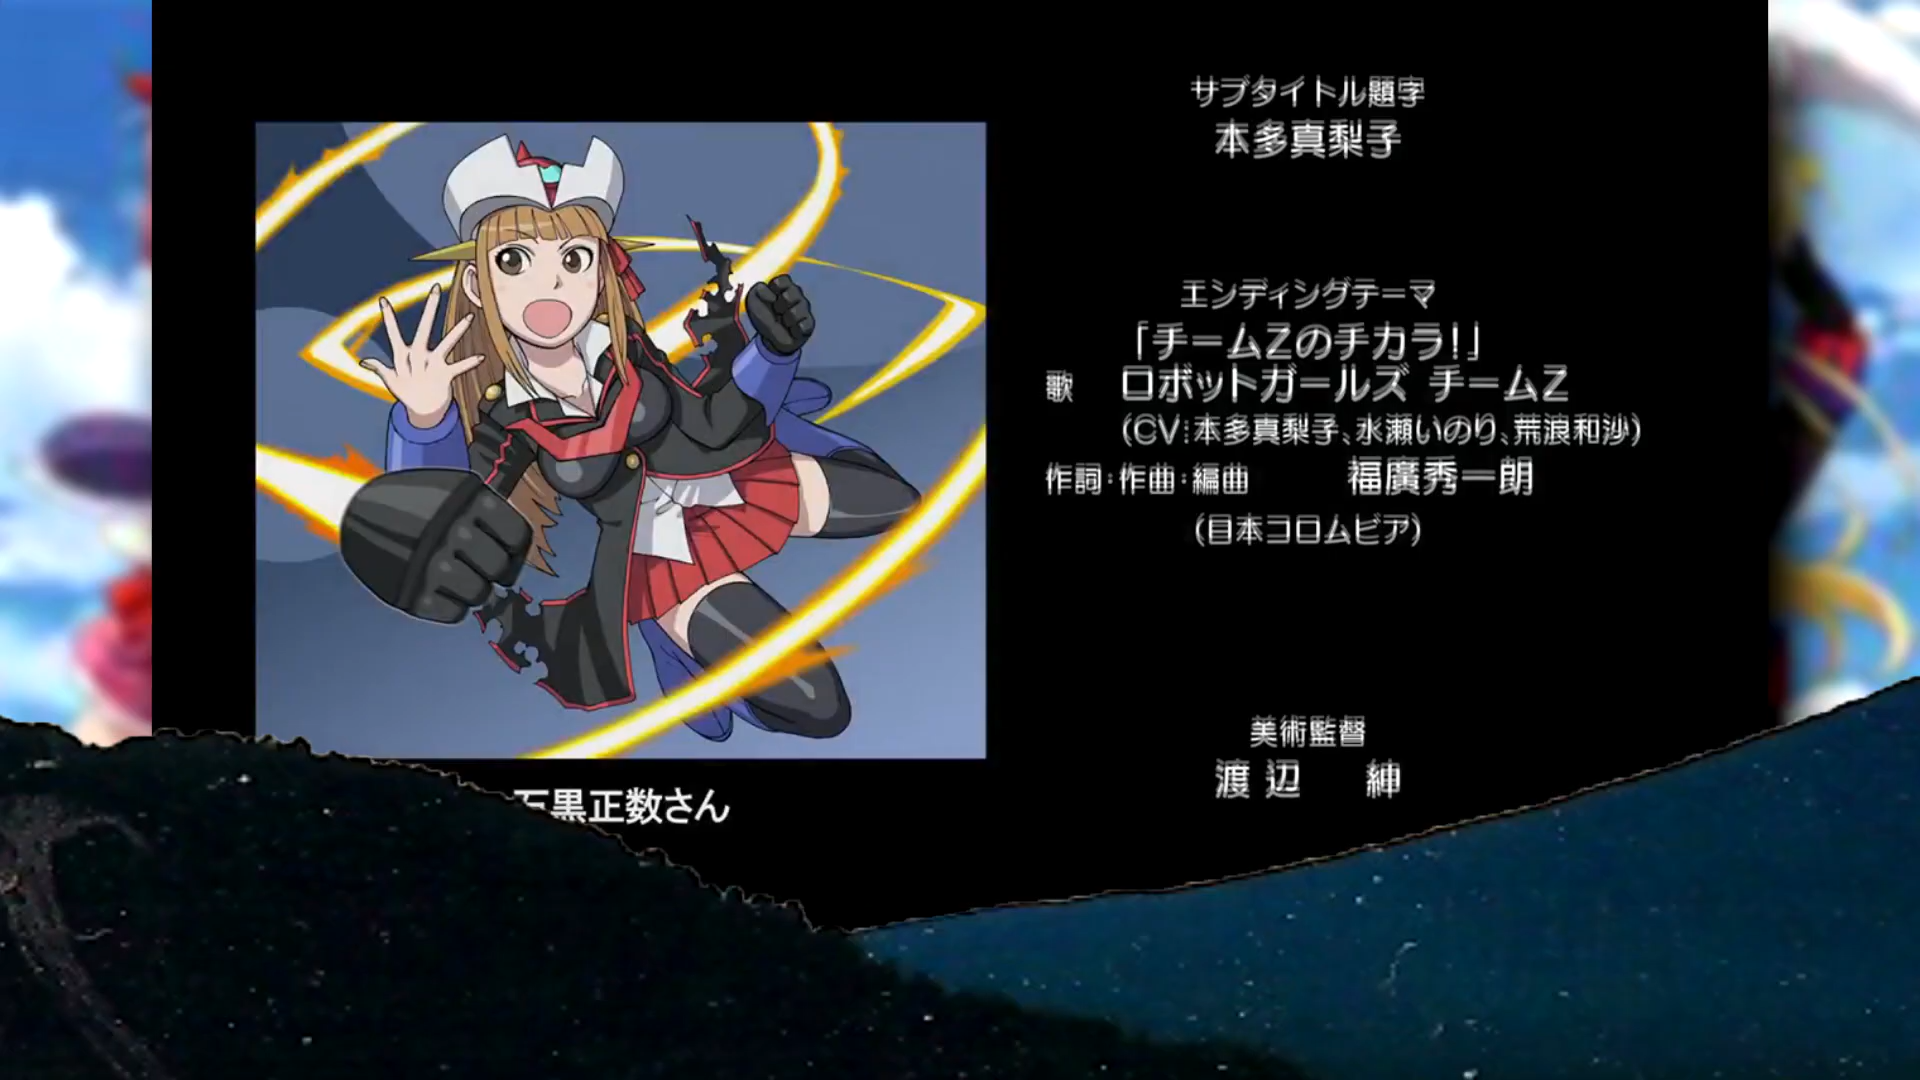 サブタイトル題字
本多真梨子
エンディングテーマ
「チームZのチカラ!」
歌 ロボットガールズ チームZ
(CV:本多真梨子、水瀬いのり、荒浪和沙)
作詞・作曲・編曲 福廣秀一朗
(日本コロムビア)
美術監督
渡辺 紳
石黒正数さん